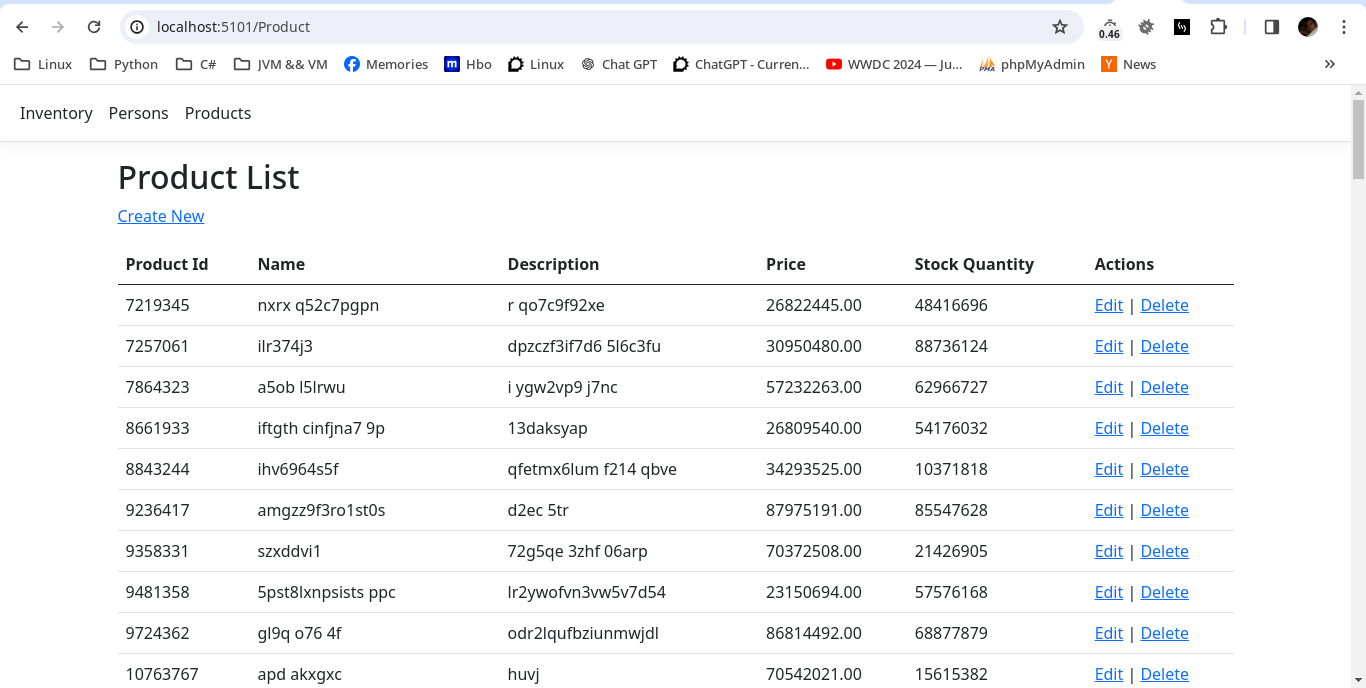 localhost:5101/Product
0.46
Linux Python C# JVM && VM Memories m Hbo Linux Chat GPT ChatGPT - Curren... WWDC 2024 — Ju... PMA phpMyAdmin Y News »
Inventory Persons Products
Product List
Create New
Product Id Name Description Price Stock Quantity Actions
7219345 nxrx q52c7pgpn r qo7c9f92xe 26822445.00 48416696 Edit | Delete
7257061 ilr374j3 dpzczf3if7d6 5l6c3fu 30950480.00 88736124 Edit | Delete
7864323 a5ob l5lrwu i ygw2vp9 j7nc 57232263.00 62966727 Edit | Delete
8661933 iftgth cinfjna7 9p 13daksyap 26809540.00 54176032 Edit | Delete
8843244 ihv6964s5f qfetmx6lum f214 qbve 34293525.00 10371818 Edit | Delete
9236417 amgzz9f3ro1st0s d2ec 5tr 87975191.00 85547628 Edit | Delete
9358331 szxddvi1 72g5qe 3zhf 06arp 70372508.00 21426905 Edit | Delete
9481358 5pst8lxnpsists ppc lr2ywofvn3vw5v7d54 23150694.00 57576168 Edit | Delete
9724362 gl9q o76 4f odr2lqufbziunmwjdl 86814492.00 68877879 Edit | Delete
10763767 apd akxgxc huvj 70542021.00 15615382 Edit | Delete